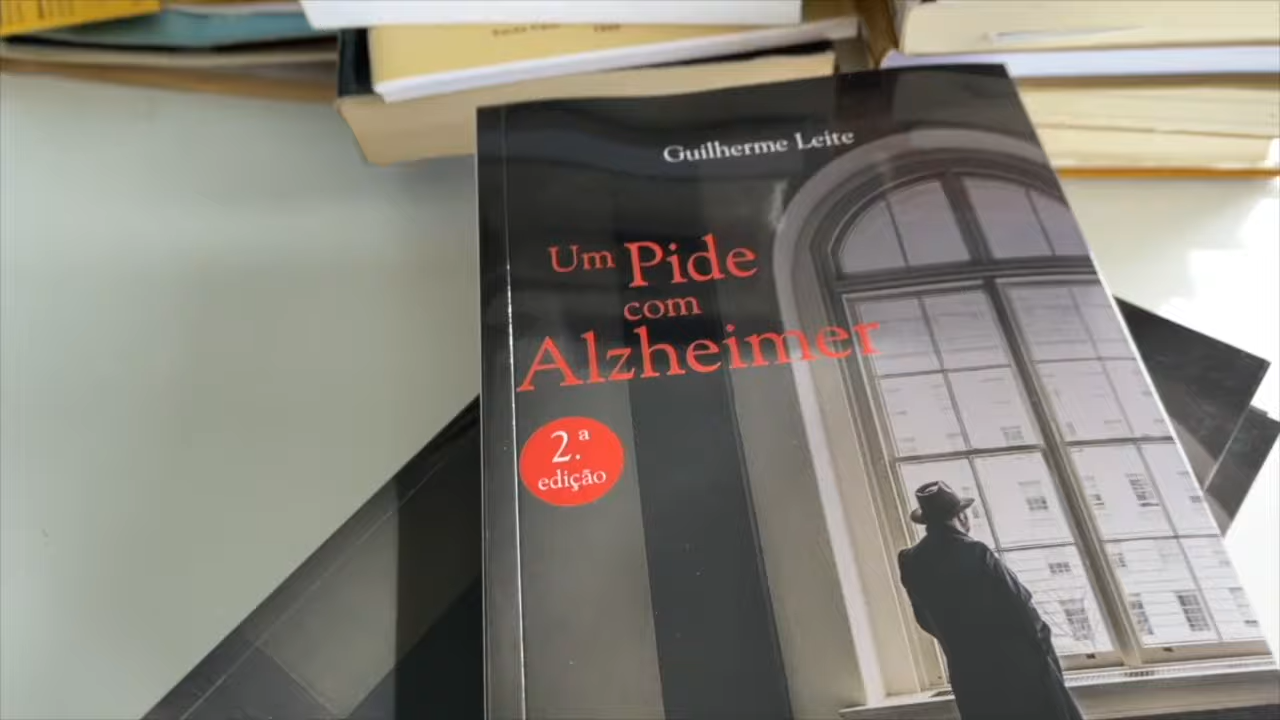 Guilherme Leite
Um Pide
com
Alzheimer
2.ª
edição